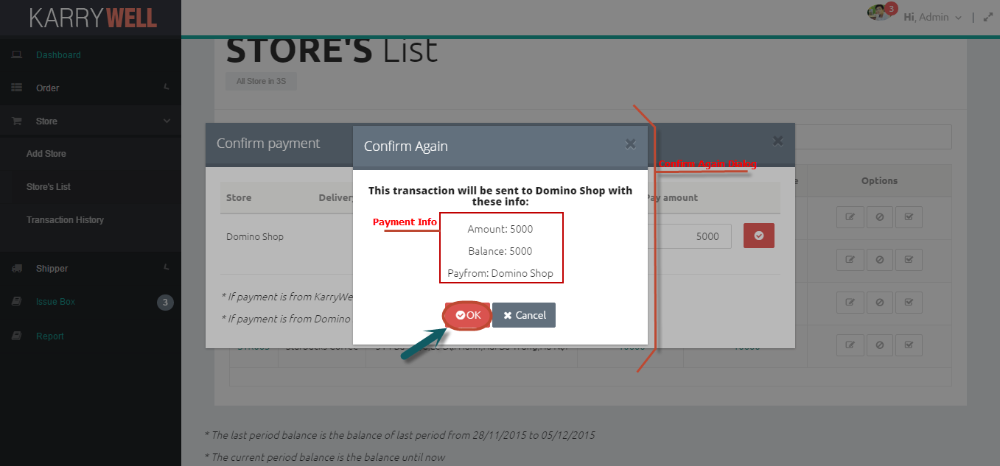 KARRYWELL
3
Hi, Admin
Dashboard
Order
Store
Add Store
Store's List
Transaction History
Shipper
Issue Box
3
Report
STORE'S List
All Store in 3S
Confirm payment
Confirm Again
Confirm Again Dialog
Options
Store
Pay amount
Domino Shop
5000
This transaction will be sent to Domino Shop with
these info:
Payment Info
Amount: 5000
Balance: 5000
Payfrom: Domino Shop
* If payment is from KarryWe
* If payment is from Domino
OK
Cancel
* The last period balance is the balance of last period from 28/11/2015 to 05/12/2015
* The current period balance is the balance until now